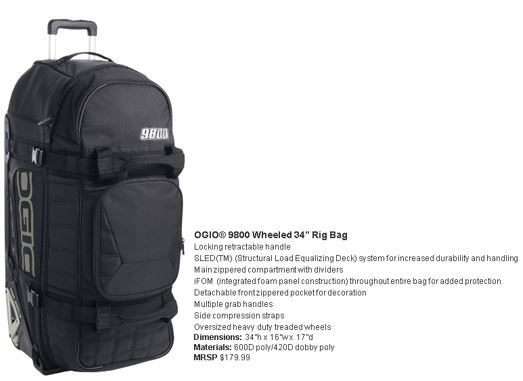 9800
OGIO
OGIO® 9800 Wheeled 34" Rig Bag
Locking retractable handle
SLED(TM) (Structural Load Equalizing Deck) system for increased durability and handling
Main zippered compartment with dividers
iFOM (integrated foam panel construction) throughout entire bag for added protection
Detachable front zippered pocket for decoration
Multiple grab handles
Side compression straps
Oversized heavy duty treaded wheels
Dimensions: 34"h x 16"w x 17"d
Materials: 600D poly/420D dobby poly
MRSP $179.99